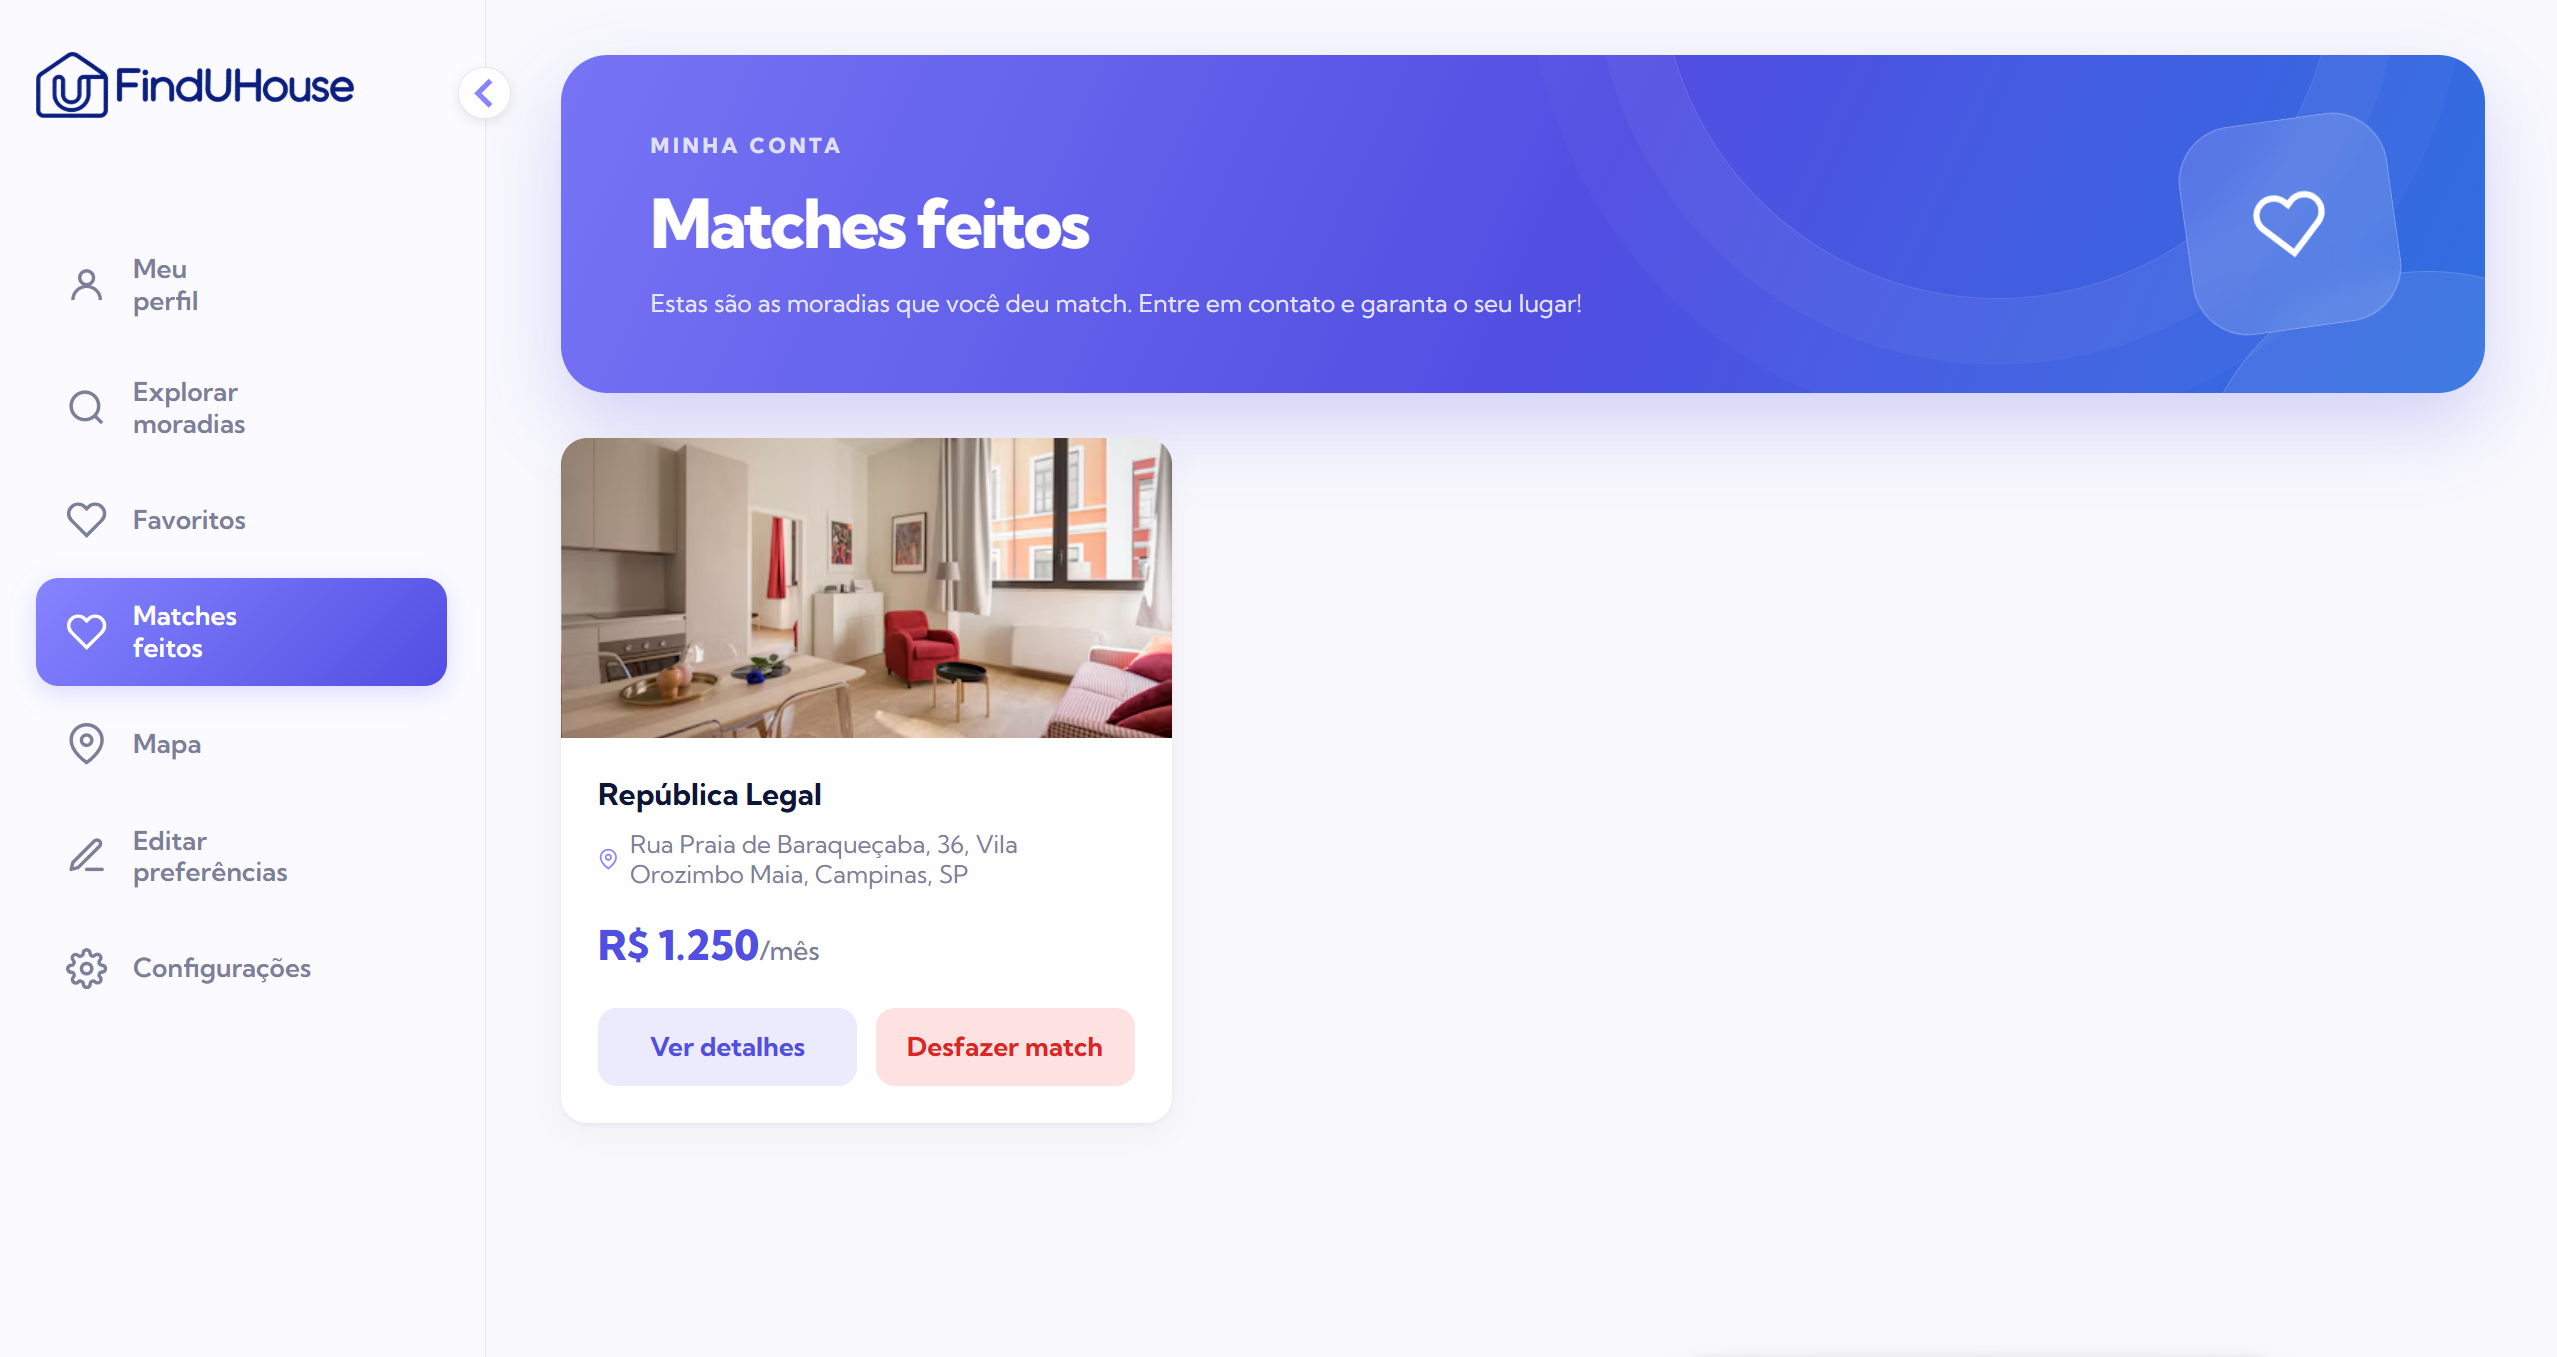 FindUHouse
Meu
perfil
Explorar
moradias
Favoritos
Matches
feitos
Mapa
Editar
preferências
Configurações
MINHA CONTA
Matches feitos
Estas são as moradias que você deu match. Entre em contato e garanta o seu lugar!
República Legal
Rua Praia de Baraqueçaba, 36, Vila
Orozimbo Maia, Campinas, SP
R$ 1.250/mês
Ver detalhes
Desfazer match